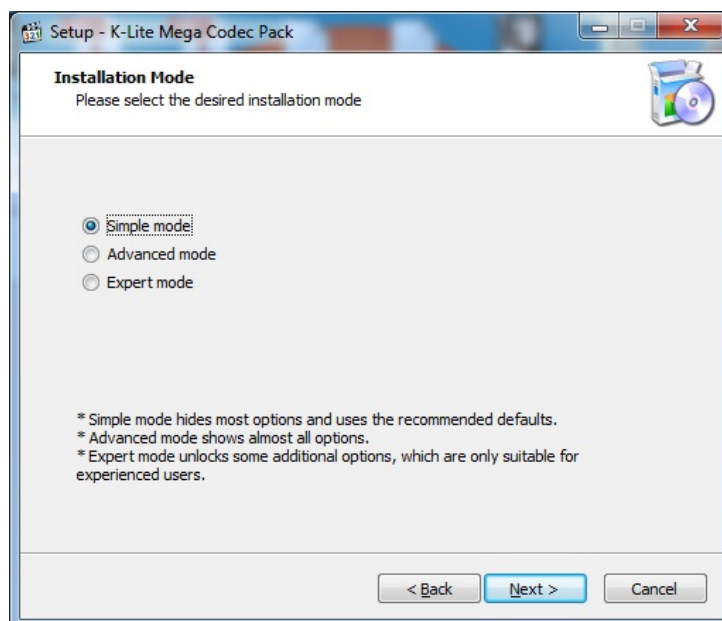 Setup - K-Lite Mega Codec Pack
Installation Mode
Please select the desired installation mode
Simple mode
Advanced mode
Expert mode
* Simple mode hides most options and uses the recommended defaults.
* Advanced mode shows almost all options.
* Expert mode unlocks some additional options, which are only suitable for
experienced users.
< Back Next > Cancel